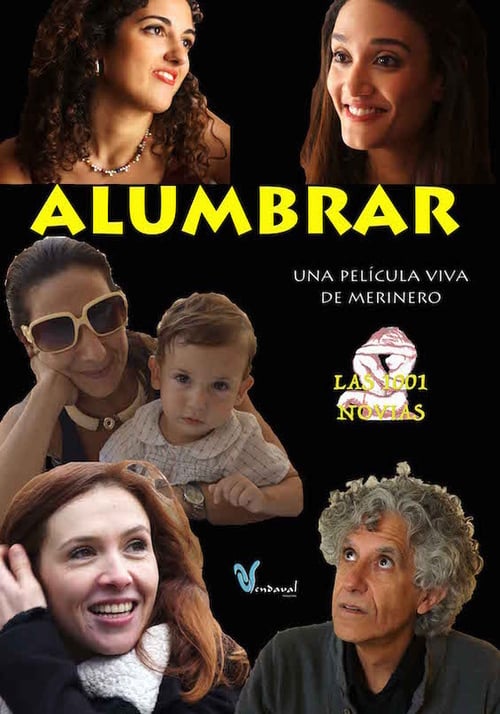 ALUMBRAR
UNA PELÍCULA VIVA
DE MERINERO
LAS 1001
NOVIAS
Vendaval